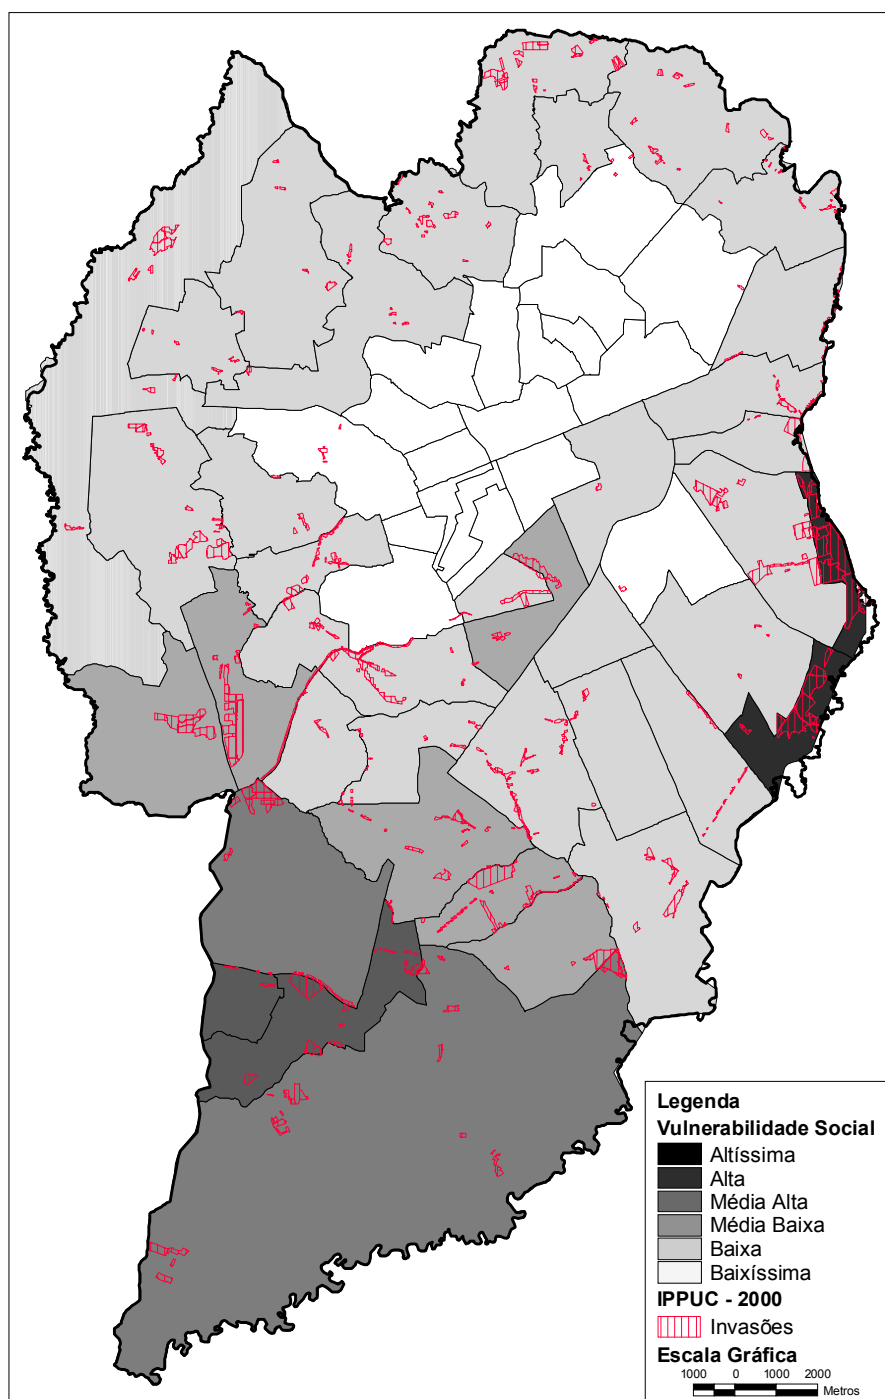 Legenda
Vulnerabilidade Social
Altíssima
Alta
Média Alta
Média Baixa
Baixa
Baixíssima
IPPUC - 2000
Invasões
Escala Gráfica
1000 0 1000 2000
Metros